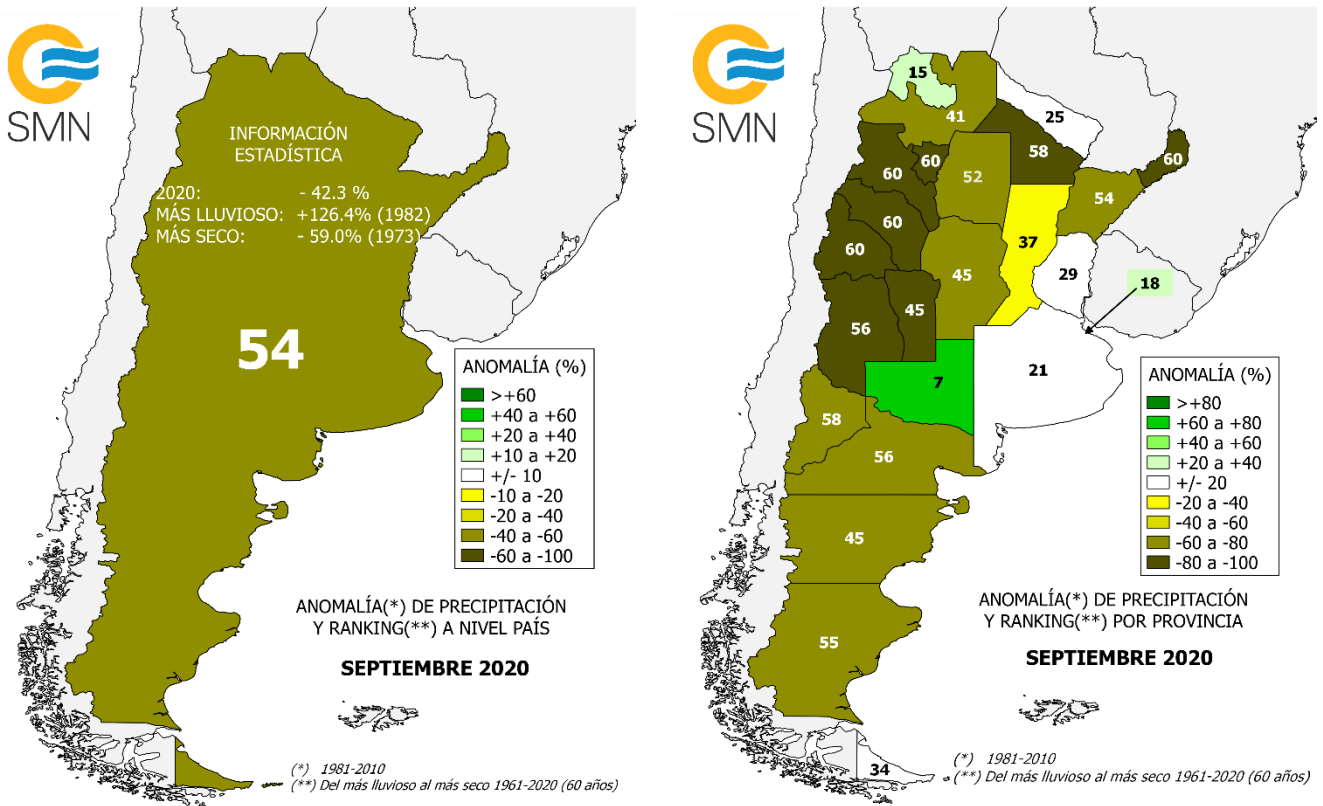 SMN
INFORMACIÓN
ESTADÍSTICA
2020: - 42.3 %
MÁS LLUVIOSO: +126.4% (1982)
MÁS SECO: - 59.0% (1973)
54
ANOMALÍA (%)
>+60
+40 a +60
+20 a +40
+10 a +20
+/- 10
-10 a -20
-20 a -40
-40 a -60
-60 a -100
ANOMALÍA(*) DE PRECIPITACIÓN
Y RANKING(**) A NIVEL PAÍS
SEPTIEMBRE 2020
(*) 1981-2010
(**) Del más lluvioso al más seco 1961-2020 (60 años)
SMN
15
41
25
58
60
60
60
52
54
60
37
60
29
18
45
45
56
7
21
58
56
45
55
34
ANOMALÍA (%)
>+80
+60 a +80
+40 a +60
+20 a +40
+/- 20
-20 a -40
-40 a -60
-60 a -80
-80 a -100
ANOMALÍA(*) DE PRECIPITACIÓN
Y RANKING(**) POR PROVINCIA
SEPTIEMBRE 2020
(*) 1981-2010
(**) Del más lluvioso al más seco 1961-2020 (60 años)